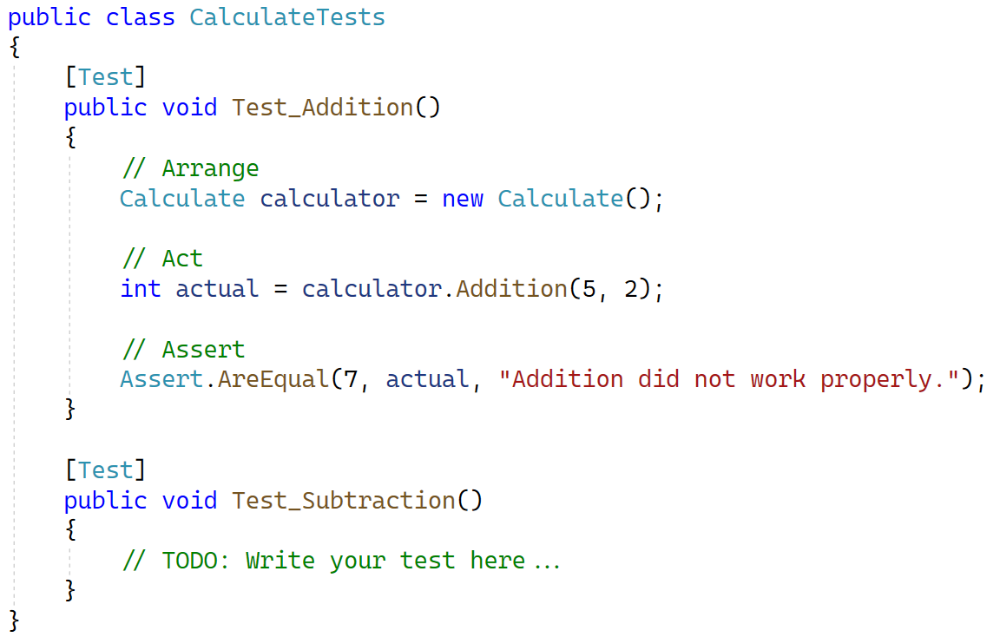 public class CalculateTests
{
[Test]
public void Test_Addition()
{
// Arrange
Calculate calculator = new Calculate();
// Act
int actual = calculator.Addition(5, 2);
// Assert
Assert.AreEqual(7, actual, "Addition did not work properly.");
}
[Test]
public void Test_Subtraction()
{
// TODO: Write your test here...
}
}